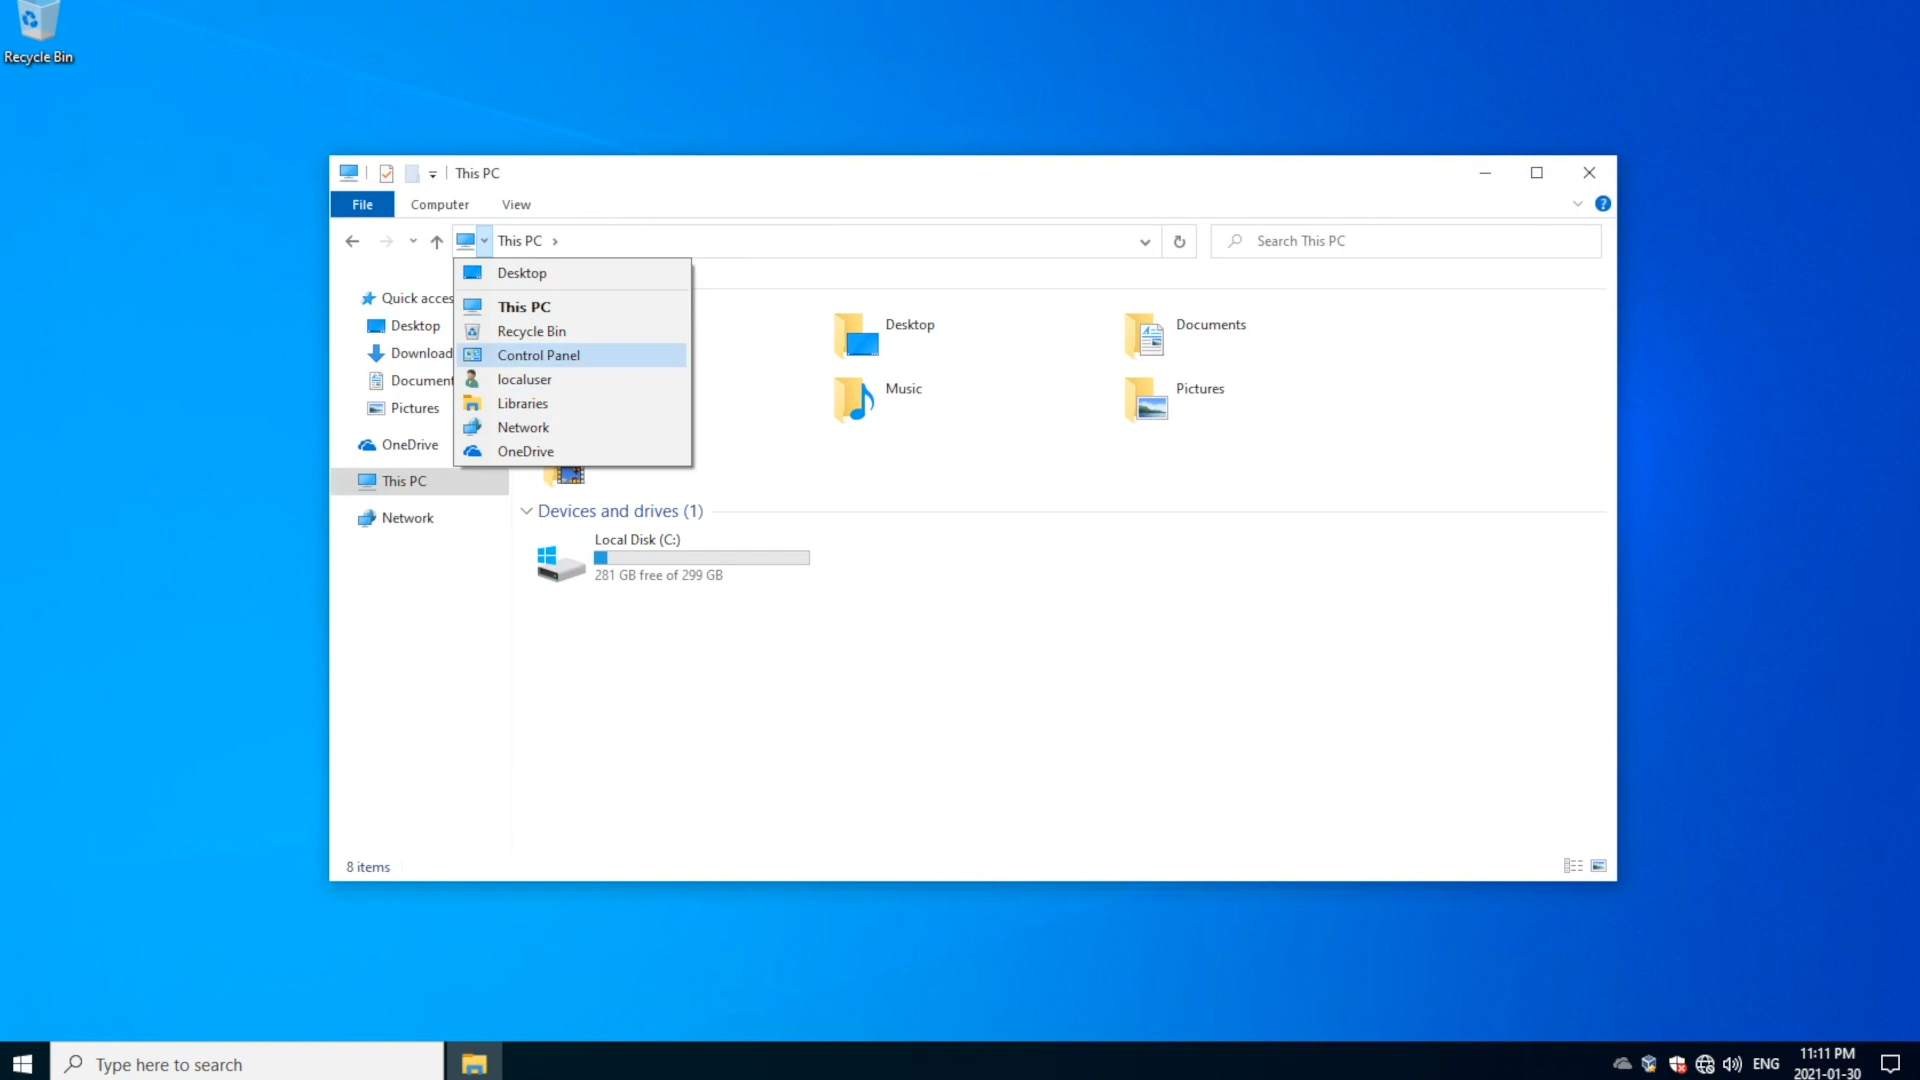 Recycle Bin
This PC
File
Computer
View
This PC
Search This PC
Desktop
This PC
Recycle Bin
Control Panel
localuser
Libraries
Network
OneDrive
Quick acces
Desktop
Download
Document
Pictures
OneDrive
This PC
Network
Desktop
Documents
Music
Pictures
Devices and drives (1)
Local Disk (C:)
281 GB free of 299 GB
8 items
Type here to search
ENG
11:11 PM
2021-01-30